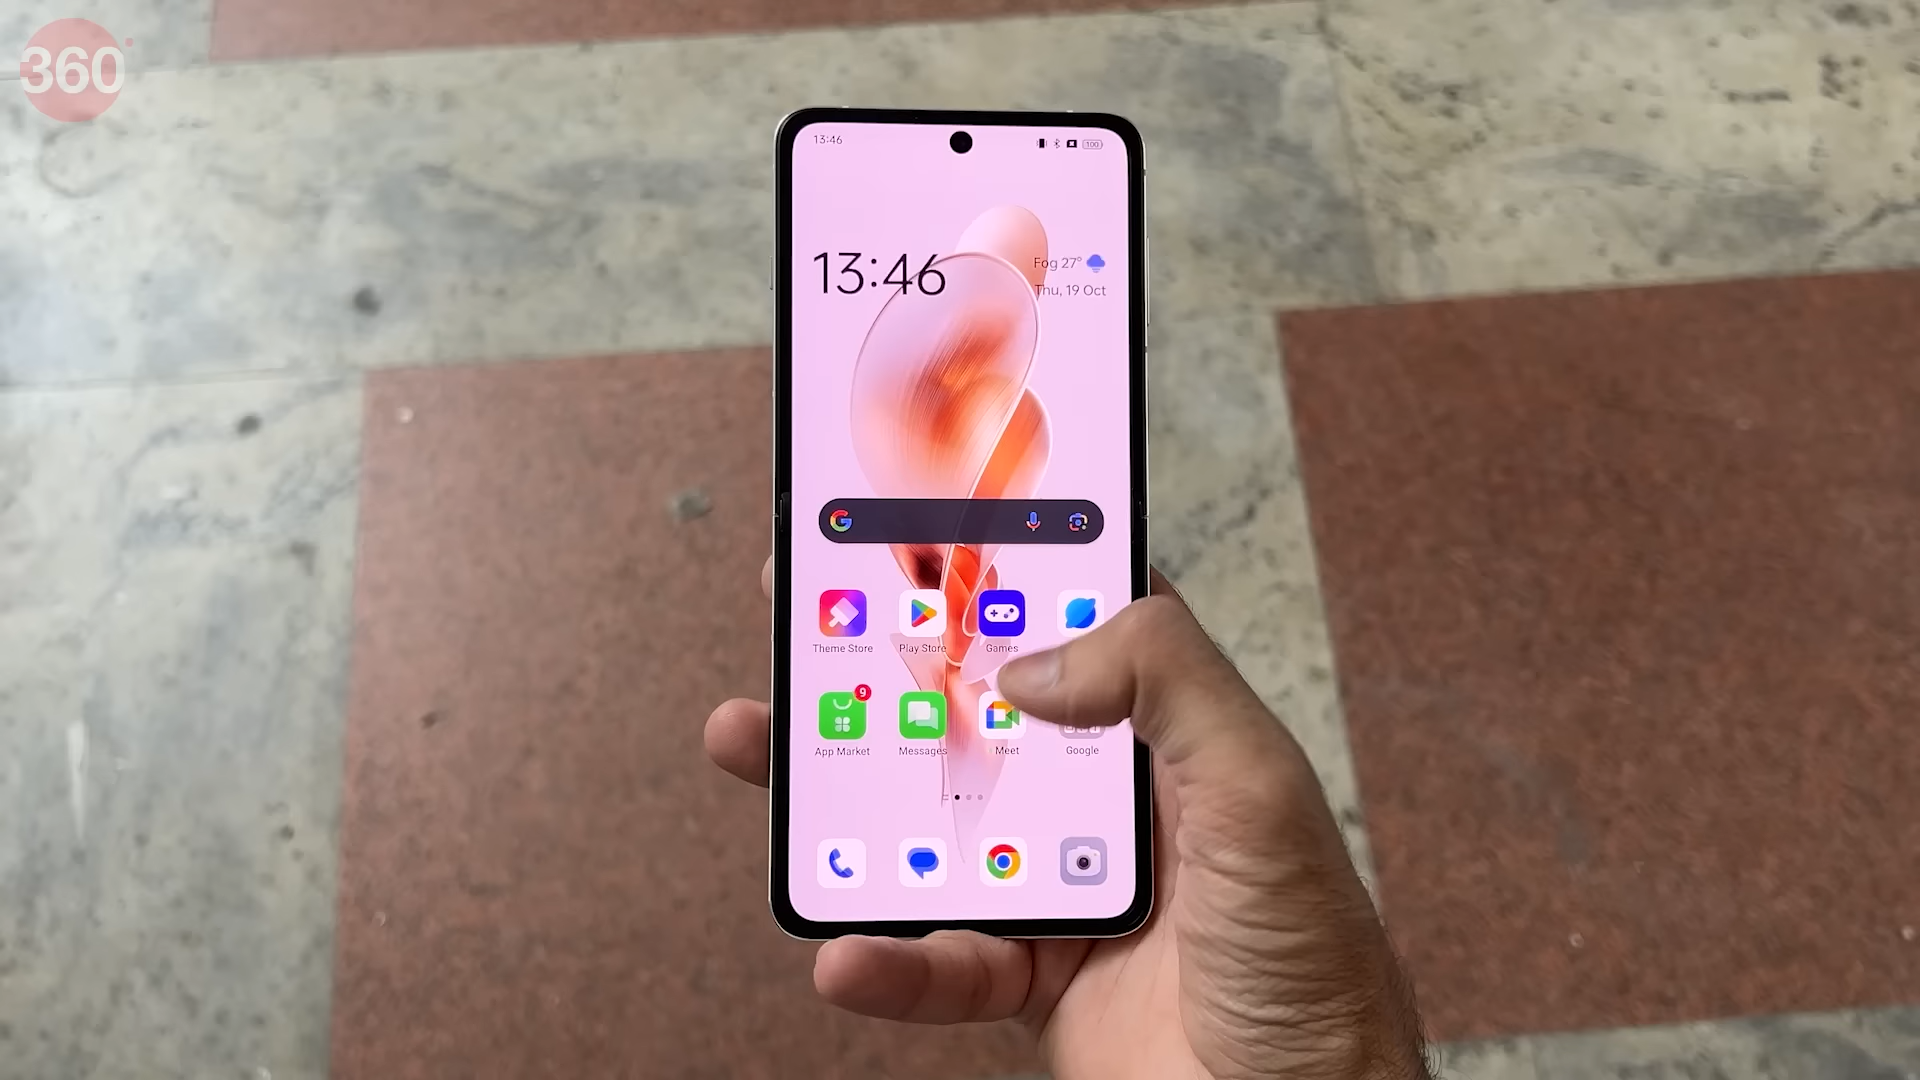 360
13:46
100
13:46
Fog 27°
Thu, 19 Oct
Theme Store
Play Store
Games
9
App Market
Messages
Meet
Google